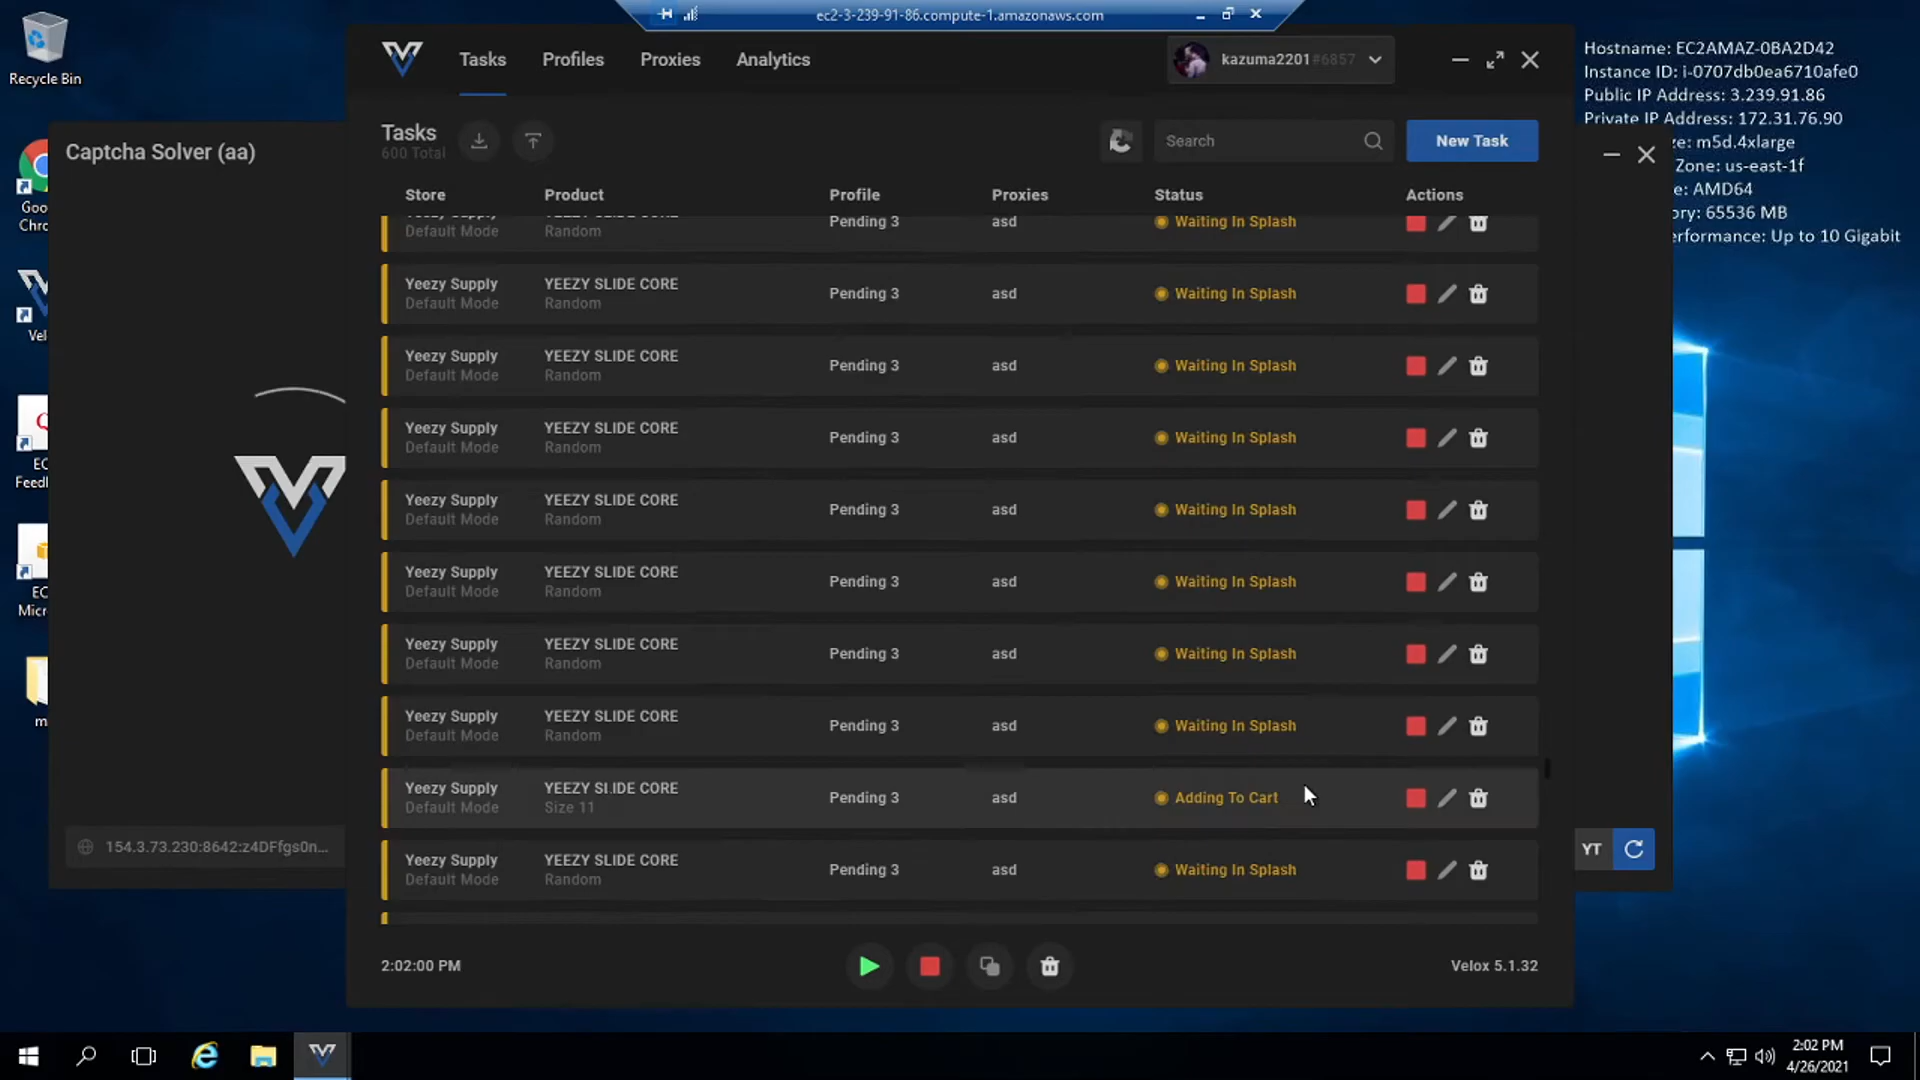 ec2-3-239-91-86.compute-1.amazonaws.com
Recycle Bin
Tasks
Profiles
Proxies
Analytics
kazuma2201#6857
Hostname: EC2AMAZ-0BA2D42
Instance ID: i-0707db0ea6710afe0
Public IP Address: 3.239.91.86
Private IP Address: 172.31.76.90
ze: m5d.4xlarge
Zone: us-east-1f
e: AMD64
ory: 65536 MB
erformance: Up to 10 Gigabit
Captcha Solver (aa)
Goo
Chro
Vel
EC
Feedb
EC
Micr
m
154.3.73.230:8642:z4DFfgs0n...
Tasks
600 Total
Search
New Task
Store
Product
Profile
Proxies
Status
Actions
Default Mode
Random
Pending 3
asd
Waiting In Splash
Yeezy Supply
Default Mode
YEEZY SLIDE CORE
Random
Pending 3
asd
Waiting In Splash
Yeezy Supply
Default Mode
YEEZY SLIDE CORE
Random
Pending 3
asd
Waiting In Splash
Yeezy Supply
Default Mode
YEEZY SLIDE CORE
Random
Pending 3
asd
Waiting In Splash
Yeezy Supply
Default Mode
YEEZY SLIDE CORE
Random
Pending 3
asd
Waiting In Splash
Yeezy Supply
Default Mode
YEEZY SLIDE CORE
Random
Pending 3
asd
Waiting In Splash
Yeezy Supply
Default Mode
YEEZY SLIDE CORE
Random
Pending 3
asd
Waiting In Splash
Yeezy Supply
Default Mode
YEEZY SLIDE CORE
Random
Pending 3
asd
Waiting In Splash
Yeezy Supply
Default Mode
YEEZY SLIDE CORE
Size 11
Pending 3
asd
Adding To Cart
Yeezy Supply
Default Mode
YEEZY SLIDE CORE
Random
Pending 3
asd
Waiting In Splash
YT
2:02:00 PM
Velox 5.1.32
2:02 PM
4/26/2021